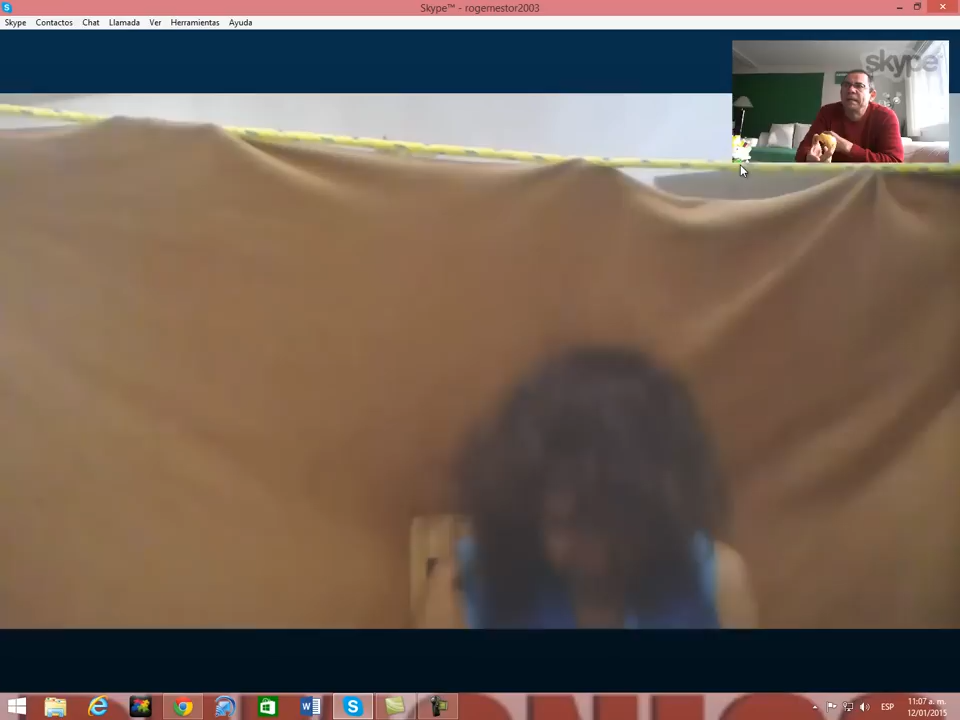 Skype™ - rogemestor2003
Skype Contactos Chat Llamada Ver Herramientas Ayuda
skype
ESP
11:07 a. m.
12/01/2015